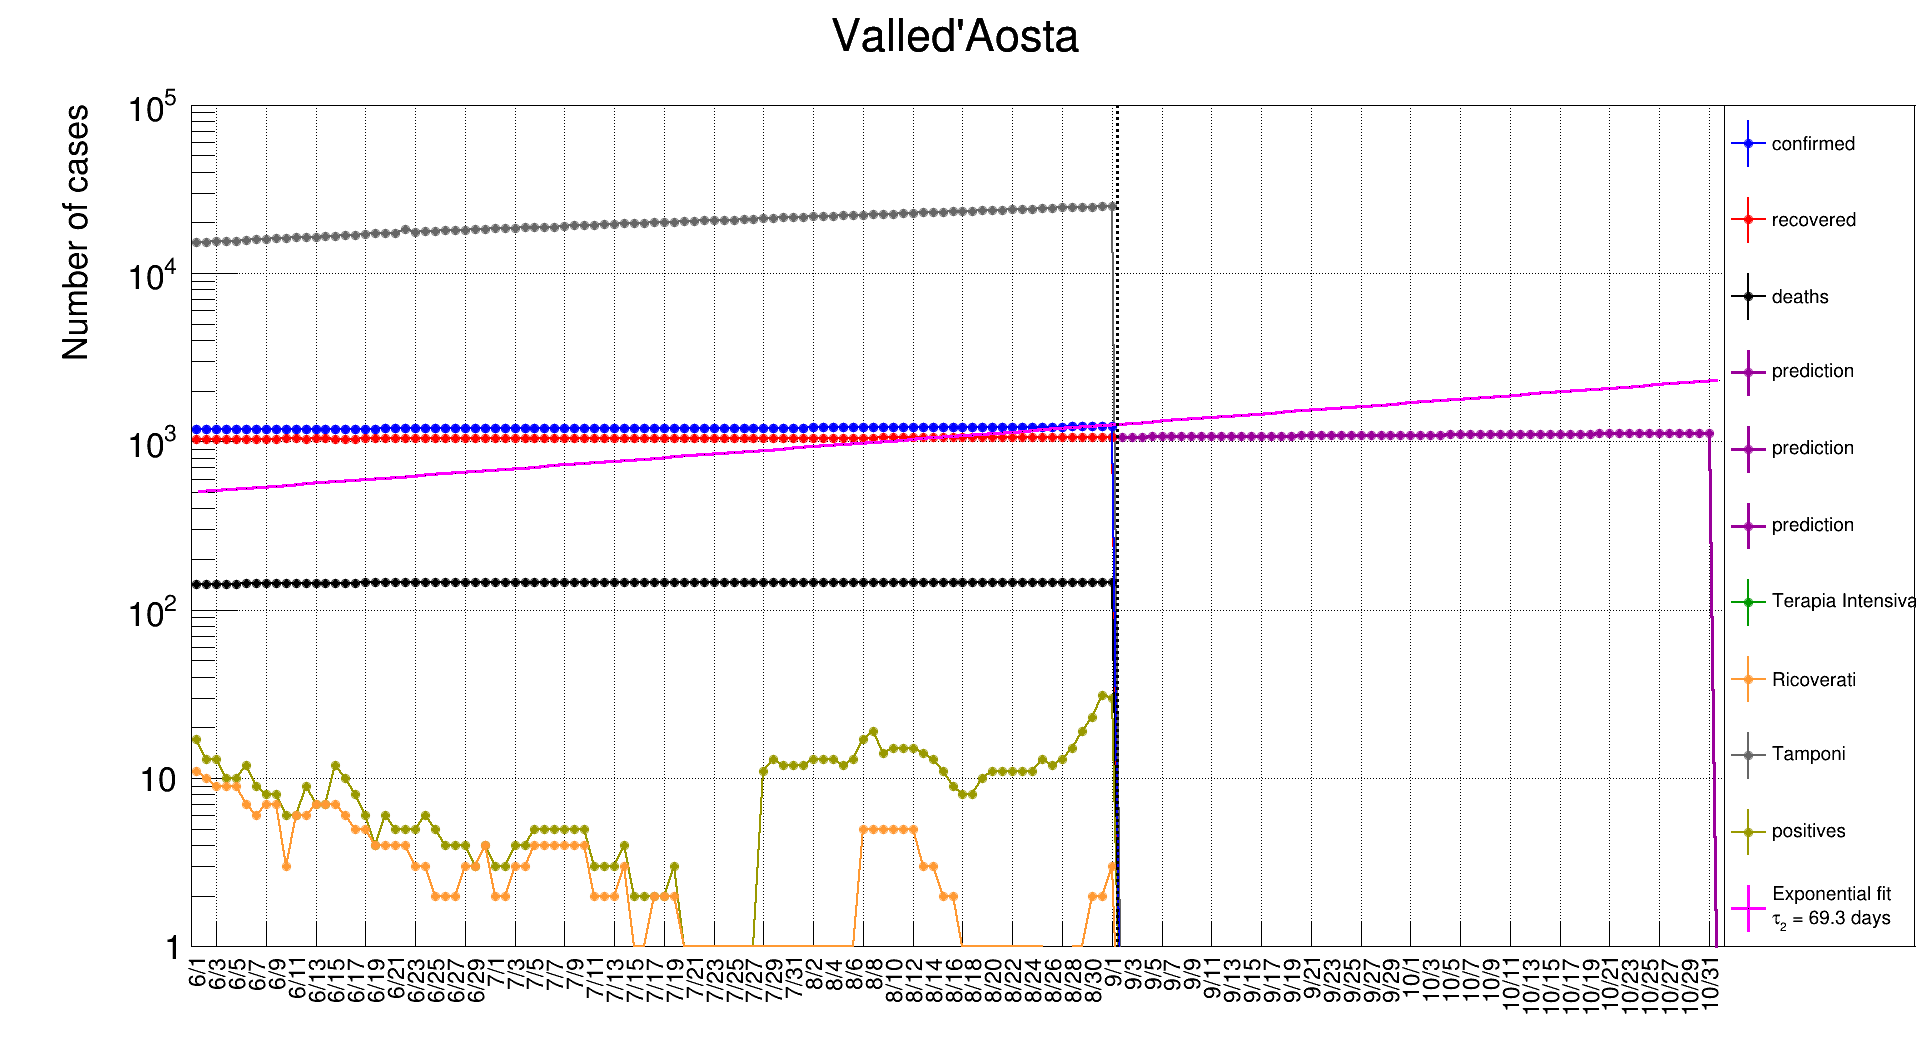 Valled'Aosta
Number of cases
10⁵
10⁴
10³
10²
10
1
6/1 6/3 6/5 6/7 6/9 6/11 6/13 6/15 6/17 6/19 6/21 6/23 6/25 6/27 6/29 7/1 7/3 7/5 7/7 7/9 7/11 7/13 7/15 7/17 7/19 7/21 7/23 7/25 7/27 7/29 7/31 8/2 8/4 8/6 8/8 8/10 8/12 8/14 8/16 8/18 8/20 8/22 8/24 8/26 8/28 8/30 9/1 9/3 9/5 9/7 9/9 9/11 9/13 9/15 9/17 9/19 9/21 9/23 9/25 9/27 9/29 10/1 10/3 10/5 10/7 10/9 10/11 10/13 10/15 10/17 10/19 10/21 10/23 10/25 10/27 10/29 10/31
confirmed
recovered
deaths
prediction
prediction
prediction
Terapia Intensiva
Ricoverati
Tamponi
positives
Exponential fit
τ₂ = 69.3 days